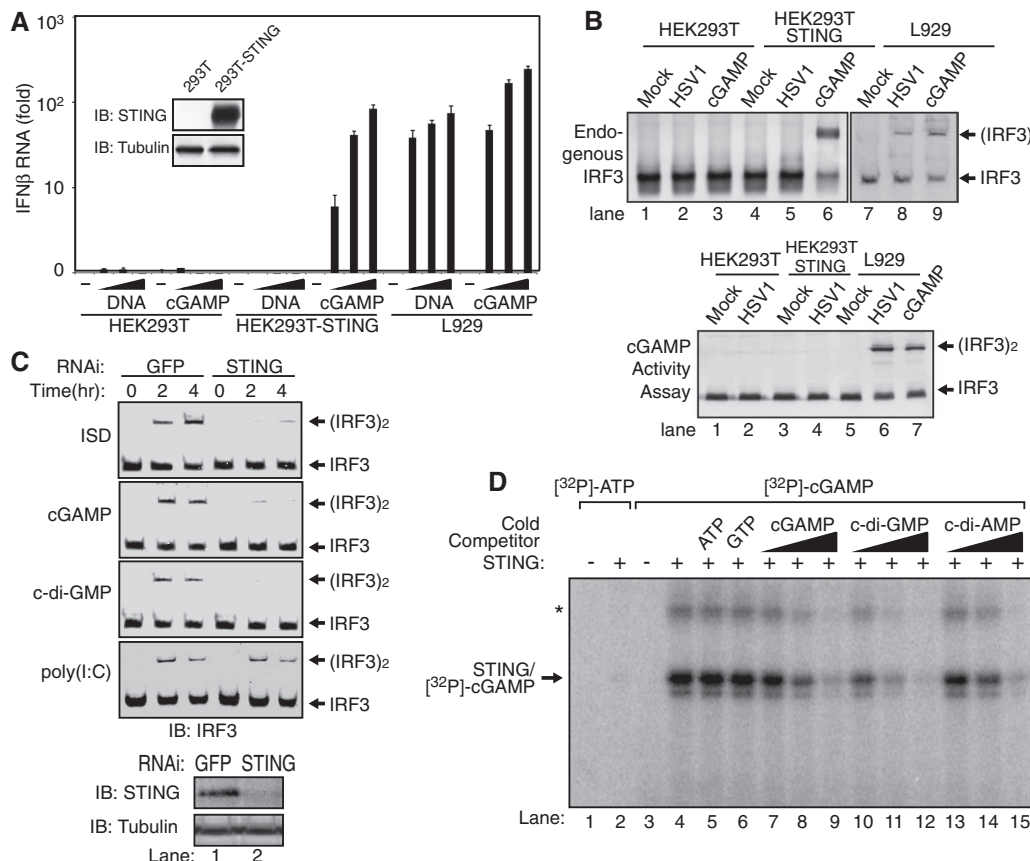 A
10³
10²
10
0
IFNβ RNA (fold)
293T
293T-STING
IB: STING
IB: Tubulin
– DNA – cGAMP – cGAMP – DNA – cGAMP
HEK293T HEK293T-STING L929
B
HEK293T HEK293T STING L929
Mock HSV1 cGAMP Mock HSV1 cGAMP Mock HSV1 cGAMP
Endo-
genous
IRF3
(IRF3)
IRF3
lane 1 2 3 4 5 6 7 8 9
HEK293T HEK293T STING L929
Mock HSV1 Mock HSV1 Mock HSV1 cGAMP
cGAMP
Activity
Assay
(IRF3)2
IRF3
lane 1 2 3 4 5 6 7
C
RNAi: GFP STING
Time(hr): 0 2 4 0 2 4
ISD
(IRF3)2
IRF3
cGAMP
(IRF3)2
IRF3
c-di-GMP
(IRF3)2
IRF3
poly(I:C)
(IRF3)2
IRF3
IB: IRF3
RNAi: GFP STING
IB: STING
IB: Tubulin
Lane: 1 2
D
[³²P]-ATP [³²P]-cGAMP
Cold
Competitor
ATP GTP cGAMP c-di-GMP c-di-AMP
STING: - + - + + + + + + + + + + + +
*
STING/
[³²P]-cGAMP
Lane: 1 2 3 4 5 6 7 8 9 10 11 12 13 14 15